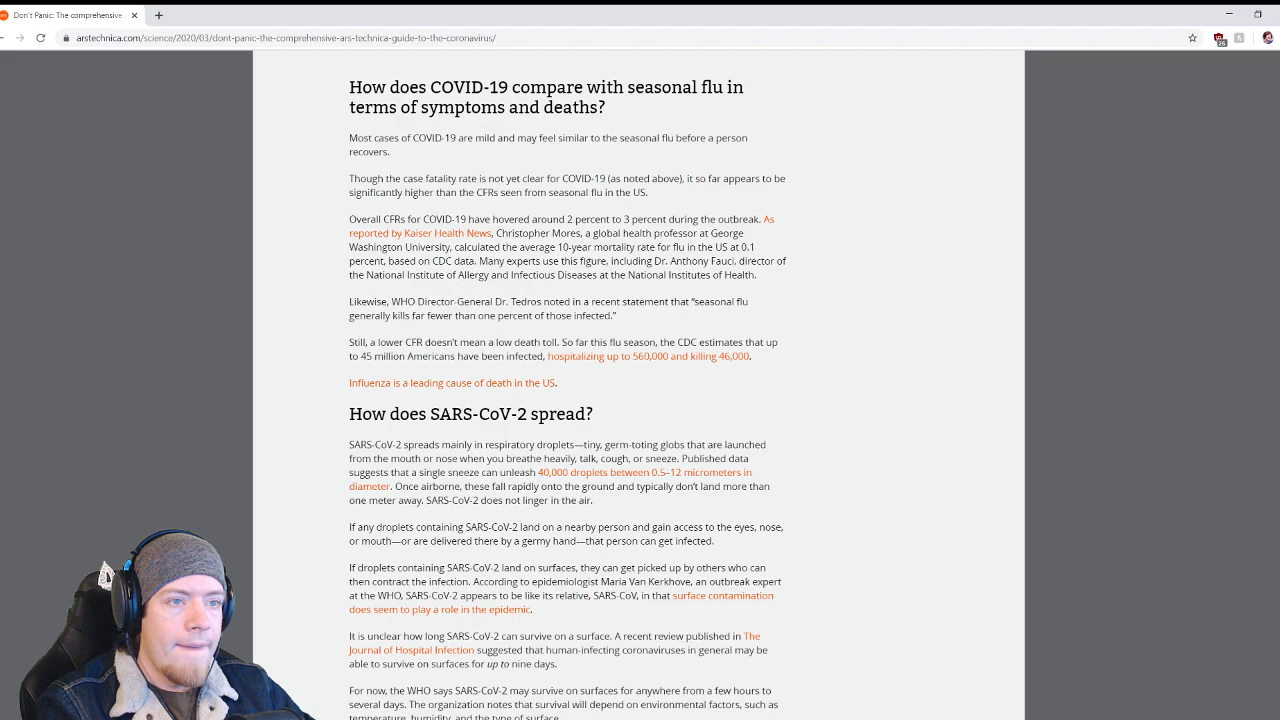 Don't Panic: The comprehensive
arstechnica.com/science/2020/03/dont-panic-the-comprehensive-ars-technica-guide-to-the-coronavirus/
26
How does COVID-19 compare with seasonal flu in
terms of symptoms and deaths?
Most cases of COVID-19 are mild and may feel similar to the seasonal flu before a person
recovers.
Though the case fatality rate is not yet clear for COVID-19 (as noted above), it so far appears to be
significantly higher than the CFRs seen from seasonal flu in the US.
Overall CFRs for COVID-19 have hovered around 2 percent to 3 percent during the outbreak. As
reported by Kaiser Health News, Christopher Mores, a global health professor at George
Washington University, calculated the average 10-year mortality rate for flu in the US at 0.1
percent, based on CDC data. Many experts use this figure, including Dr. Anthony Fauci, director of
the National Institute of Allergy and Infectious Diseases at the National Institutes of Health.
Likewise, WHO Director-General Dr. Tedros noted in a recent statement that “seasonal flu
generally kills far fewer than one percent of those infected.”
Still, a lower CFR doesn’t mean a low death toll. So far this flu season, the CDC estimates that up
to 45 million Americans have been infected, hospitalizing up to 560,000 and killing 46,000.
Influenza is a leading cause of death in the US.
How does SARS-CoV-2 spread?
SARS-CoV-2 spreads mainly in respiratory droplets—tiny, germ-toting globs that are launched
from the mouth or nose when you breathe heavily, talk, cough, or sneeze. Published data
suggests that a single sneeze can unleash 40,000 droplets between 0.5–12 micrometers in
diameter. Once airborne, these fall rapidly onto the ground and typically don’t land more than
one meter away. SARS-CoV-2 does not linger in the air.
If any droplets containing SARS-CoV-2 land on a nearby person and gain access to the eyes, nose,
or mouth—or are delivered there by a germy hand—that person can get infected.
If droplets containing SARS-CoV-2 land on surfaces, they can get picked up by others who can
then contract the infection. According to epidemiologist Maria Van Kerkhove, an outbreak expert
at the WHO, SARS-CoV-2 appears to be like its relative, SARS-CoV, in that surface contamination
does seem to play a role in the epidemic.
It is unclear how long SARS-CoV-2 can survive on a surface. A recent review published in The
Journal of Hospital Infection suggested that human-infecting coronaviruses in general may be
able to survive on surfaces for up to nine days.
For now, the WHO says SARS-CoV-2 may survive on surfaces for anywhere from a few hours to
several days. The organization notes that survival will depend on environmental factors, such as
temperature, humidity, and the type of surface.